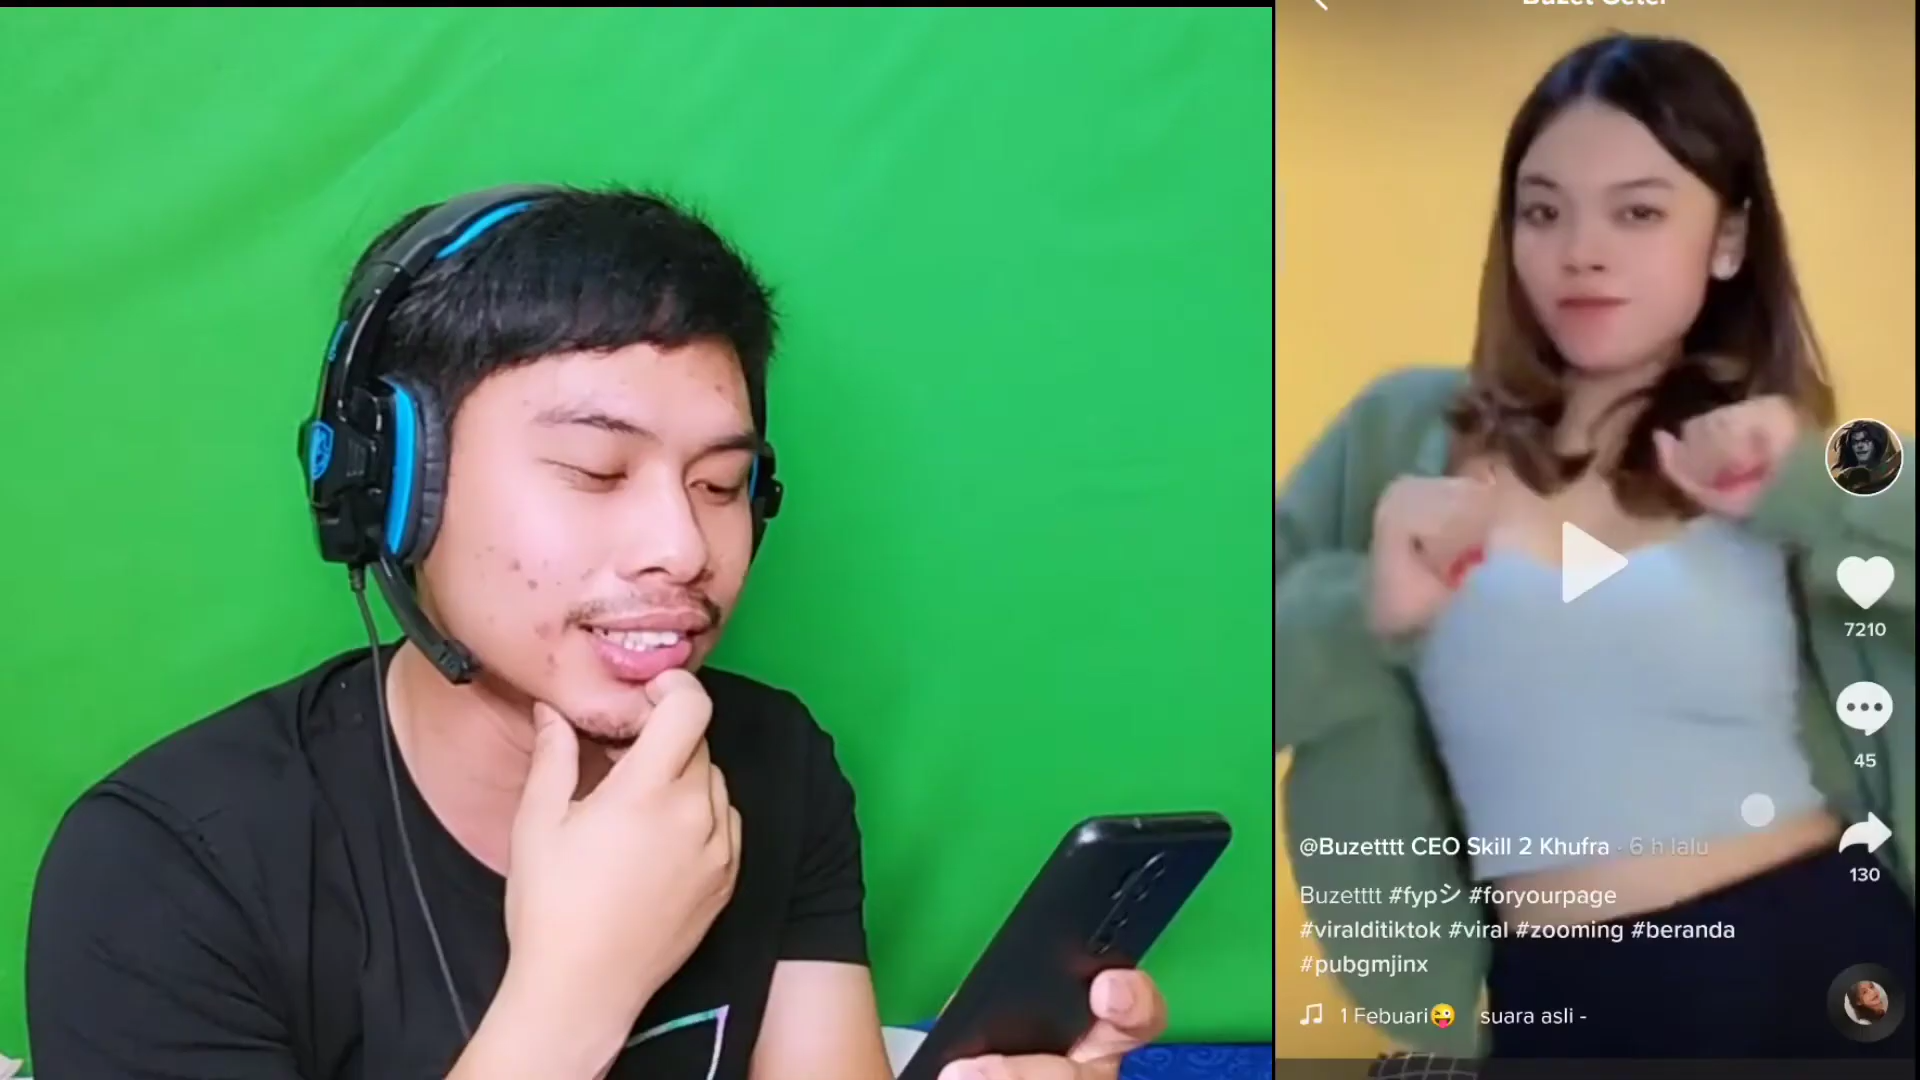 @Buzetttt CEO Skill 2 Khufra · 6 h lalu
Buzetttt #fypシ #foryourpage
#viralditiktok #viral #zooming #beranda
#pubgmjinx
1 Febuari😜 suara asli -
7210
45
130